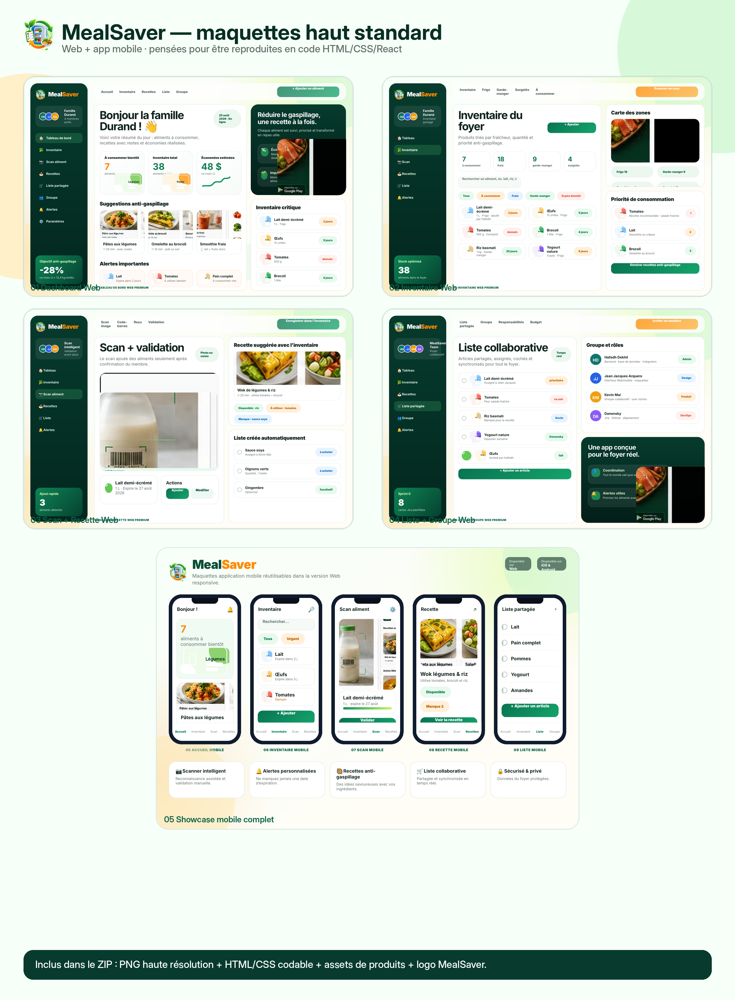 MealSaver — maquettes haut standard
Web + app mobile · pensées pour être reproduites en code HTML/CSS/React
MealSaver
HD JJ KM
Famille
Durand
4 membres
actifs
Tableau de bord
Inventaire
Scan aliment
Recettes
Liste partagée
Groupe
Alertes
Paramètres
Objectif anti-gaspillage
-28%
ce mois-ci • 12,4 kg évités
Accueil Inventaire Recettes Liste Groupe
+ Ajouter un aliment
Bonjour la famille
Durand !
25 août
2026 · En
ligne
Voici votre résumé du jour : aliments à consommer,
recettes avec restes et économies réalisées.
À consommer bientôt
7
aliments
Légumes
Inventaire total
38
aliments
Panier
Économies estimées
48 $
ce mois-ci
Suggestions anti-gaspillage
Pâtes aux légumes
Avec vos restes
Pâtes aux légumes
20 min · avec restes
lette au brocoli
n 15 min
Smoot
Riche e
Omelette au brocoli
15 min · prêt ce soir
ie frais
itamines
Smoothie frais
lait + fruits mûrs
Alertes importantes
Lait
Expire dans 2 jours
Tomates
À utiliser demain
Pain complet
À consommer vite
Réduire le gaspillage,
une recette à la fois.
Chaque aliment est suivi, priorisé et transformé
en repas utile.
Éco
Moin
doub
Impa
Moins
alime
DISPONIBLE SUR
Google Play
Inventaire critique
Lait demi-écrémé
1 L · frigo
2 jours
Œufs
12 unités
5 jours
Tomates
500 g
demain
Brocoli
1 tête
4 jours
01 Dashboard Web
TABLEAU DE BORD WEB PREMIUM
MealSaver
HD JJ KM
Famille
Durand
Inventaire
partagé
Tableau
Inventaire
Scan
Recettes
Liste
Alertes
Stock optimisé
38
aliments dans le foyer
Inventaire Frigo Garde-
manger Surgelés À
consommer
Scanner un reçu
Inventaire du
foyer
+ Ajouter
Produits triés par fraîcheur, quantité et
priorité anti-gaspillage.
7
à consommer
18
frais
9
garde-manger
4
surgelés
Rechercher un aliment, ex. lait, riz, t
Tous À consommer Frais Garde-manger Expire bientôt
Lait demi-
écrémé
1 L · Frigo · ajouté
par Hafedh
2 jours
Œufs
12 unités · Frigo
5 jours
Tomates
500 g · Comptoir
demain
Brocoli
1 tête · Frigo
4 jours
Riz basmati
1 kg · Garde-
manger
30 jours
Yogourt
nature
4 pots · Frigo
6 jours
Carte des zones
Frigo 18
Garde-manger 9
Priorité de consommation
Tomates
Recette recommandée : salade fraîche
1
Lait
Smoothie ou crêpes
2
Brocoli
Omelette au brocoli
3
Générer recettes anti-gaspillage
02 Inventaire Web
INVENTAIRE WEB PREMIUM
MealSaver
HD JJ KM
Scan
intelligent
Validation
avant ajout
Tableau
Inventaire
Scan aliment
Recettes
Liste
Alertes
Ajout rapide
3
aliments détectés
Scan
image
Code-
barres
Reçu
Validation
Enregistrer dans l'inventaire
Scan + validation
Photo ou
saisie
Le scan ajoute des aliments seulement après
confirmation du membre.
Lait demi-écrémé
1 L · Expire le 27 août
2026
Actions
Ajouter
Modifier
Recette suggérée avec l'inventaire
Wok de légumes & riz
20 min · utilise tomates + brocoli
Disponible : riz
À utiliser : tomates
Manque : sauce soya
Liste créée automatiquement
Sauce soya
Assigné à Kevin Mai
à acheter
Oignons verts
Quantité : 1 botte
à acheter
Gingembre
Optionnel
facultatif
03 Scan + Recette Web
RECETTE WEB PREMIUM
MealSaver
HD JJ KM DA
MealSaver
Team
Projet
collaboratif
Tableau
Inventaire
Recettes
Liste partagée
Groupe
Alertes
Sprint 0
8
cartes Jira planifiées
Liste
partagée
Groupe
Responsabilités
Budget
Inviter un membre
Liste collaborative
Temps
réel
Articles partagés, assignés, cochés et
synchronisés pour tout le foyer.
Lait demi-écrémé
Assigné à Jean Jacques
prioritaire
Tomates
Pour salade fraîche
ce soir
Riz basmati
Manque pour la recette
Kevin
Yogourt nature
Déjeuner semaine
Danensky
Œufs
Acheté par Hafedh
fait
+ Ajouter un article
Groupe et rôles
HD
Hafedh Dekhil
Backend · base de données · intégration
Admin
JJ
Jean Jacques Arquero
Interface Web/mobile · maquettes
Design
KM
Kevin Mai
Groupe collaboratif · user stories
Produit
DA
Danensky
Jira · GitHub · déploiement
DevOps
Une app conçue
pour le foyer réel.
Coordination
Tout le monde sait quoi a
Alertes utiles
Prioriser les aliments avar
Disponible sur
Google Play
04 Liste + Groupe Web
GROUPE WEB PREMIUM
MealSaver
Maquettes application mobile réutilisables dans la version Web
responsive.
Disponible
sur
Web
Disponible sur
iOS &
Android
Bonjour !
7
aliments à
consommer bientôt
Légumes
Pâtes aux légumes
Pâtes aux légumes
Accueil Inventaire Scan Recettes
05 ACCUEIL MOBILE
Inventaire
Rechercher...
Tous Urgent
Lait
Expire dans 2 j
Œufs
Expire dans 5 j
Tomates
Demain
+ Ajouter
Accueil Inventaire Scan Recettes
06 INVENTAIRE MOBILE
Scan aliment
Recettes av
Wok de légum
20 min
Autres idée
Lait demi-écrémé
1 L · expire le 27 août
Valider
Accueil Inventaire Scan Recettes
07 SCAN MOBILE
Recette
Wok légumes & riz
Utilise tomates, brocoli et riz.
Disponible
Manque 2
Voir la recette
Accueil Inventaire Scan Recettes
08 RECETTE MOBILE
Liste partagée +
Lait
Pain complet
Pommes
Yogourt
Amandes
+ Ajouter un article
Accueil Inventaire Liste Groupe
09 LISTE MOBILE
Scanner intelligent
Reconnaissance assistée et
validation manuelle.
Alertes personnalisées
Ne manquez jamais une date
d'expiration.
Recettes anti-
gaspillage
Des idées savoureuses avec vos
ingrédients.
Liste collaborative
Partagée et synchronisée en
temps réel.
Sécurisé & privé
Données du foyer protégées.
05 Showcase mobile complet
Inclus dans le ZIP : PNG haute résolution + HTML/CSS codable + assets de produits + logo MealSaver.